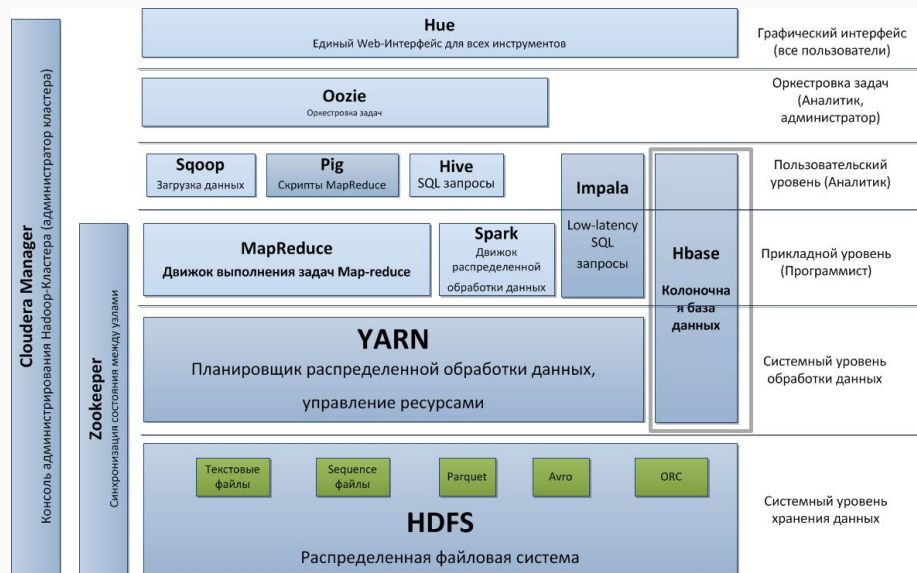 Cloudera Manager
Консоль администрирования Hadoop-Кластера (администратор кластера)
Zookeeper
Синхронизация состояния между узлами
Hue
Единый Web-Интерфейс для всех инструментов
Графический интерфейс
(все пользователи)
Oozie
Оркестровка задач
Оркестровка задач
(Аналитик,
администратор)
Sqoop
Загрузка данных
Pig
Скрипты MapReduce
Hive
SQL запросы
Impala
Low-latency
SQL
запросы
Hbase
Колоночна
я база
данных
Пользовательский
уровень (Аналитик)
MapReduce
Движок выполнения задач Map-reduce
Spark
Движок
распределенной
обработки данных
Прикладной уровень
(Программист)
YARN
Планировщик распределенной обработки данных,
управление ресурсами
Системный уровень
обработки данных
Текстовые
файлы
Sequence
файлы
Parquet
Avro
ORC
HDFS
Распределенная файловая система
Системный уровень
хранения данных